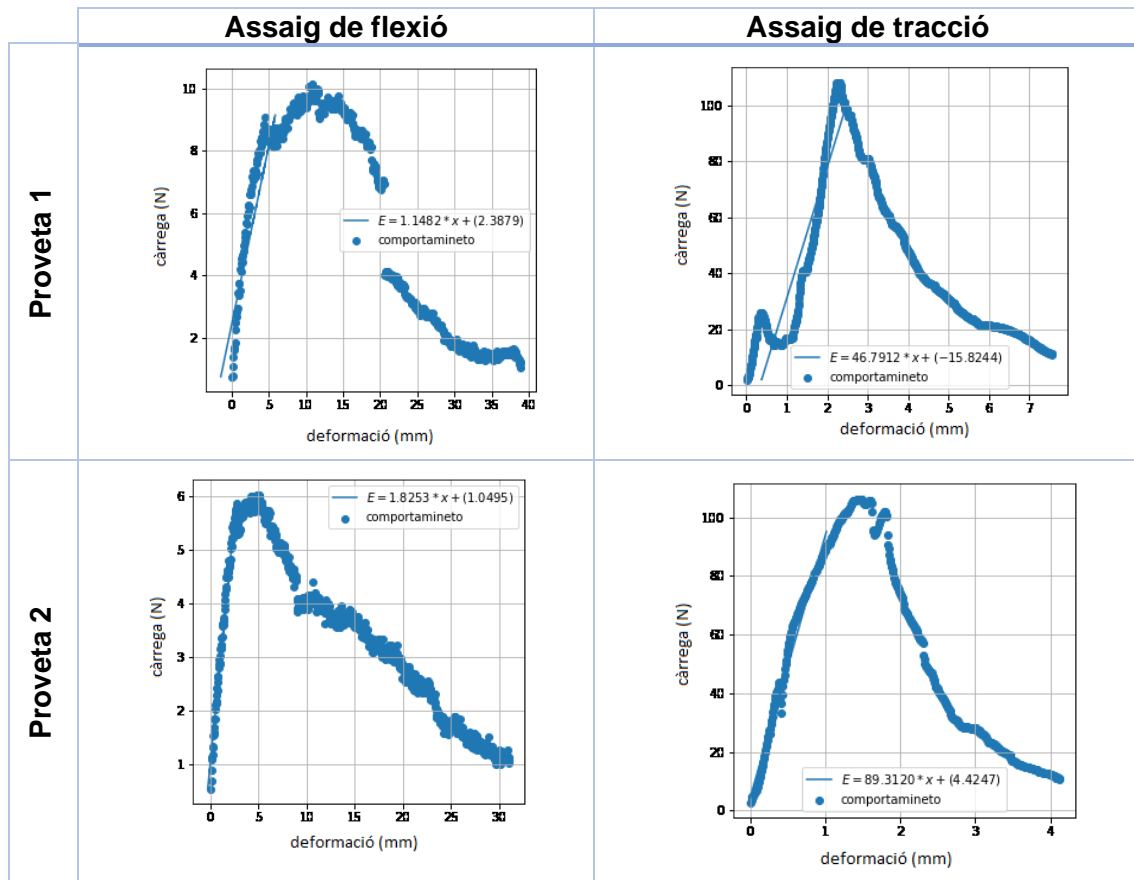 Assaig de flexió
Assaig de tracció
Proveta 1
10
8
6
4
2
càrrega (N)
E = 1.1482 * x + (2.3879)
comportamineto
0 5 10 15 20 25 30 35 40
deformació (mm)
100
80
60
40
20
0
càrrega (N)
E = 46.7912 * x + (−15.8244)
comportamineto
0 1 2 3 4 5 6 7
deformació (mm)
Proveta 2
6
5
4
3
2
1
càrrega (N)
E = 1.8253 * x + (1.0495)
comportamineto
0 5 10 15 20 25 30
deformació (mm)
100
80
60
40
20
0
càrrega (N)
E = 89.3120 * x + (4.4247)
comportamineto
0 1 2 3 4
deformació (mm)